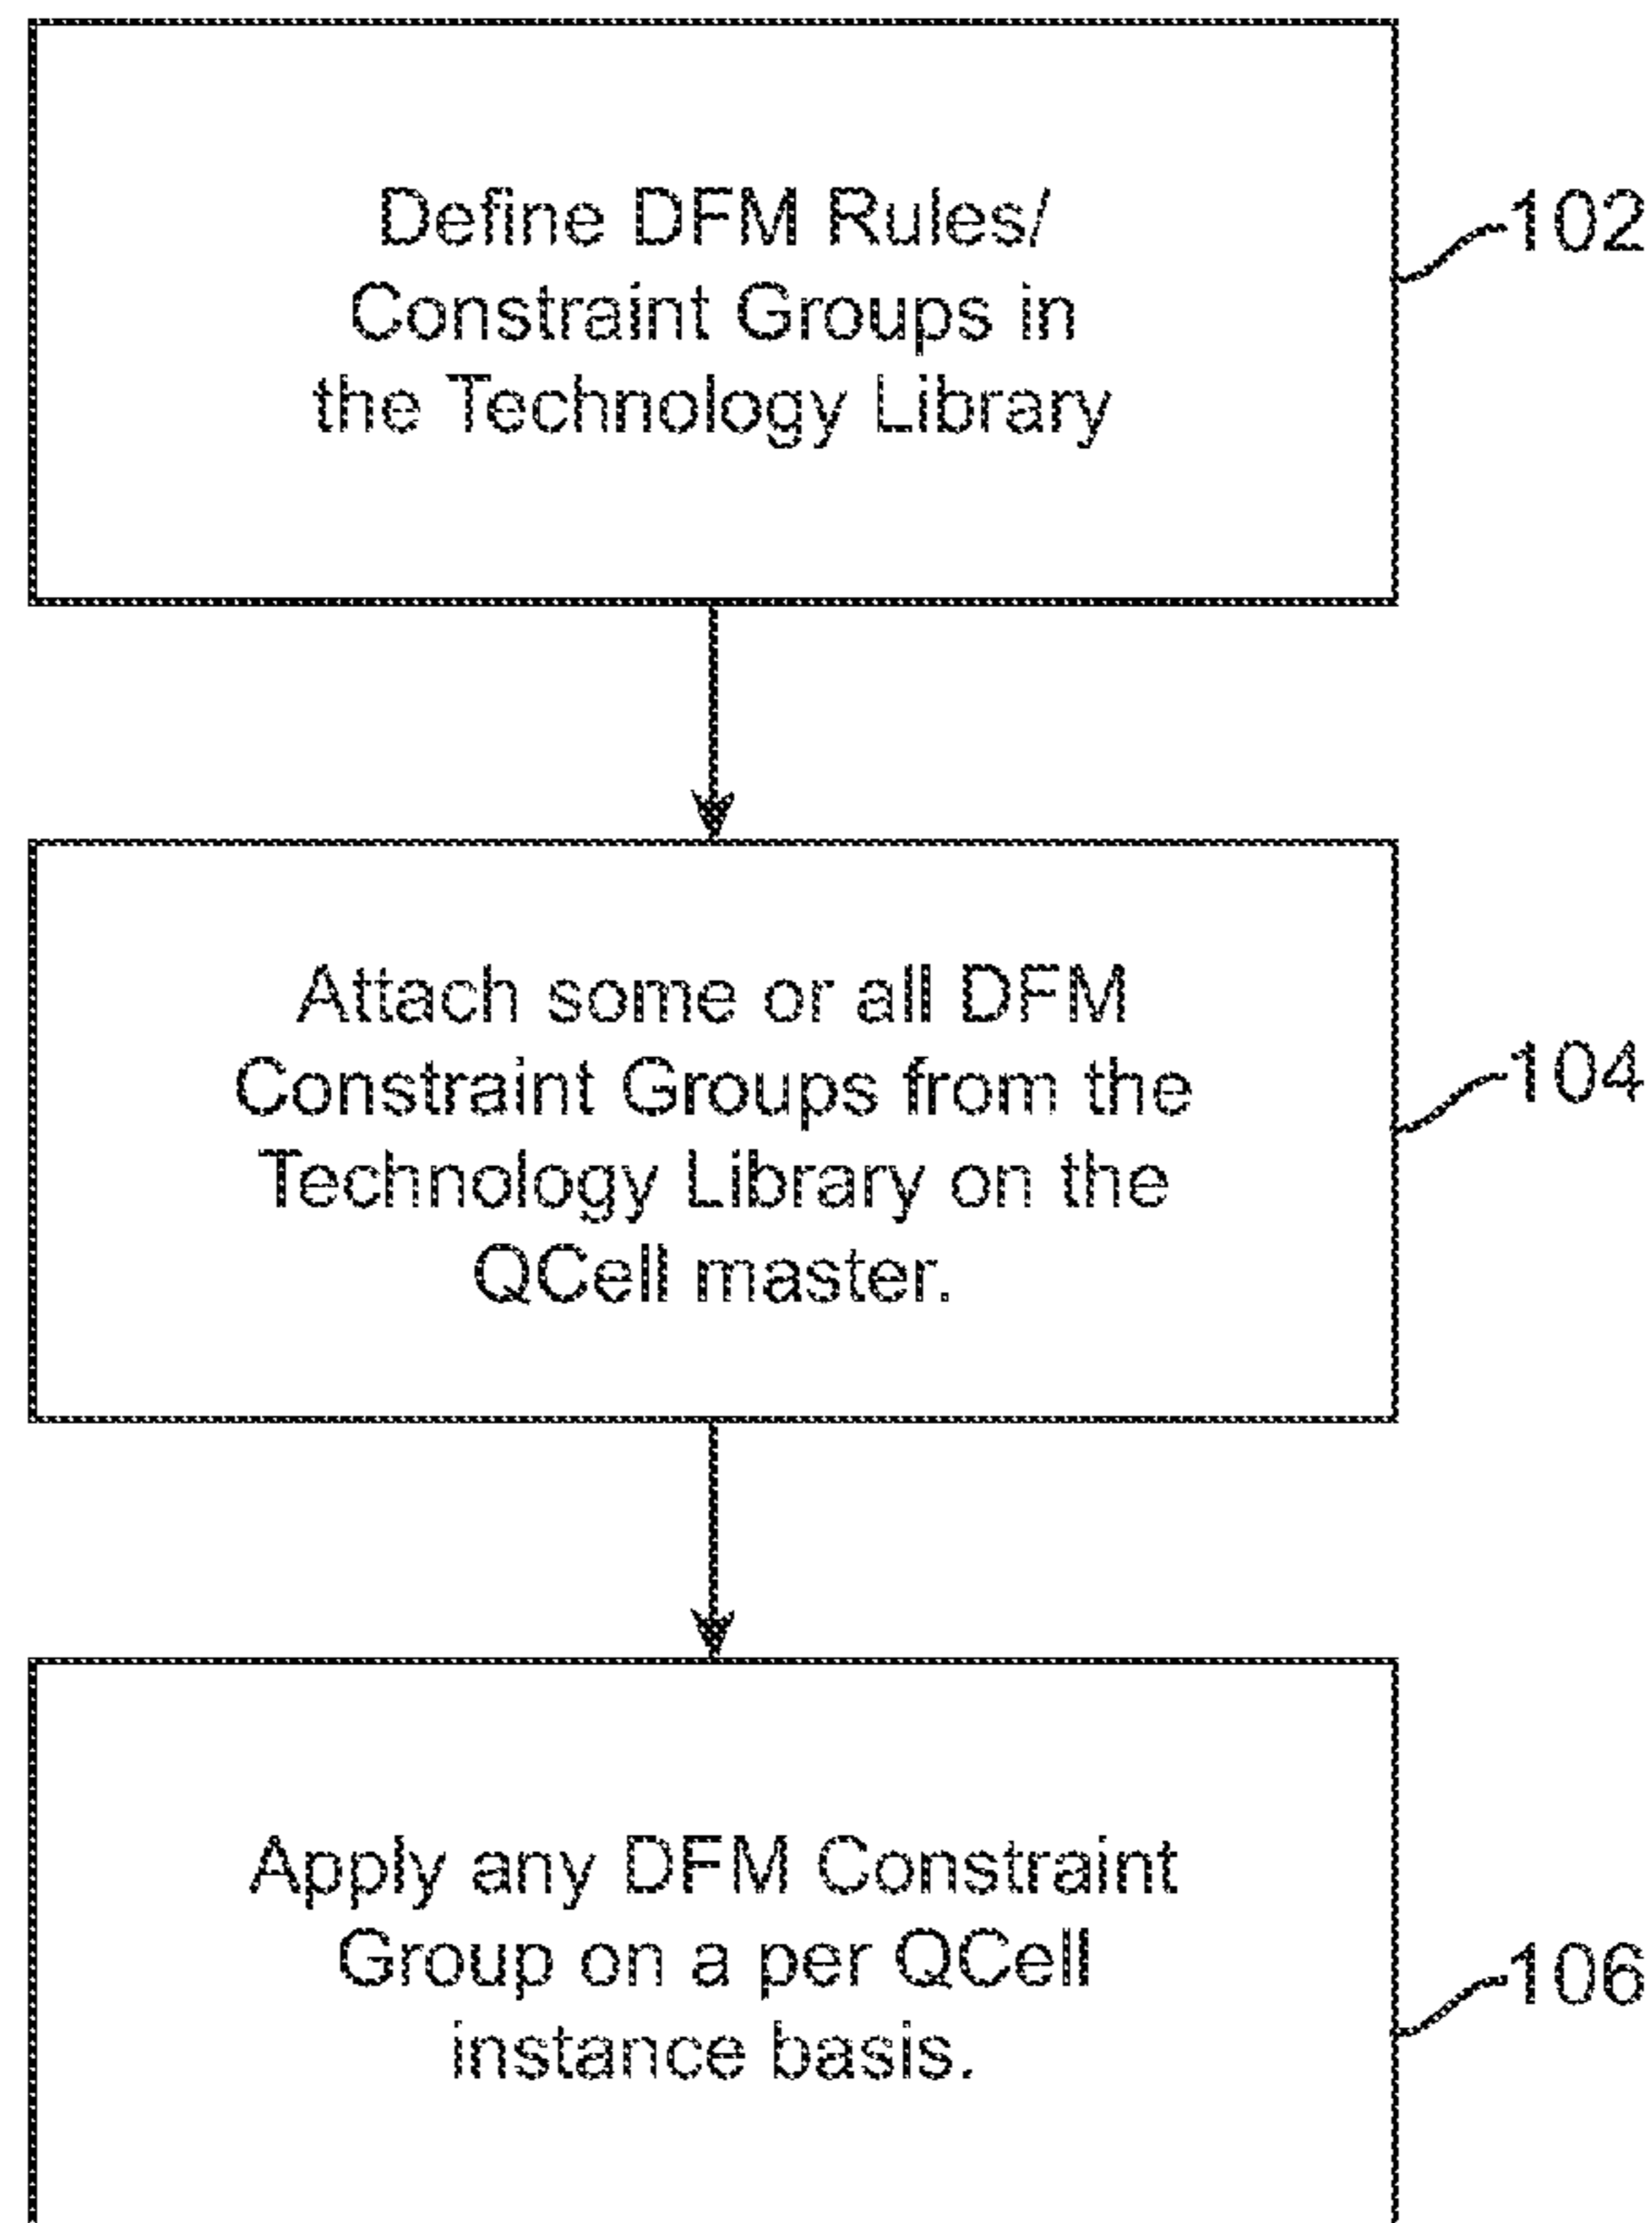 Define DFM Rules/
Constraint Groups in
the Technology Library
102
Attach some or all DFM
Constraint Groups from the
Technology Library on the
QCell master.
104
Apply any DFM Constraint
Group on a per QCell
instance basis.
106